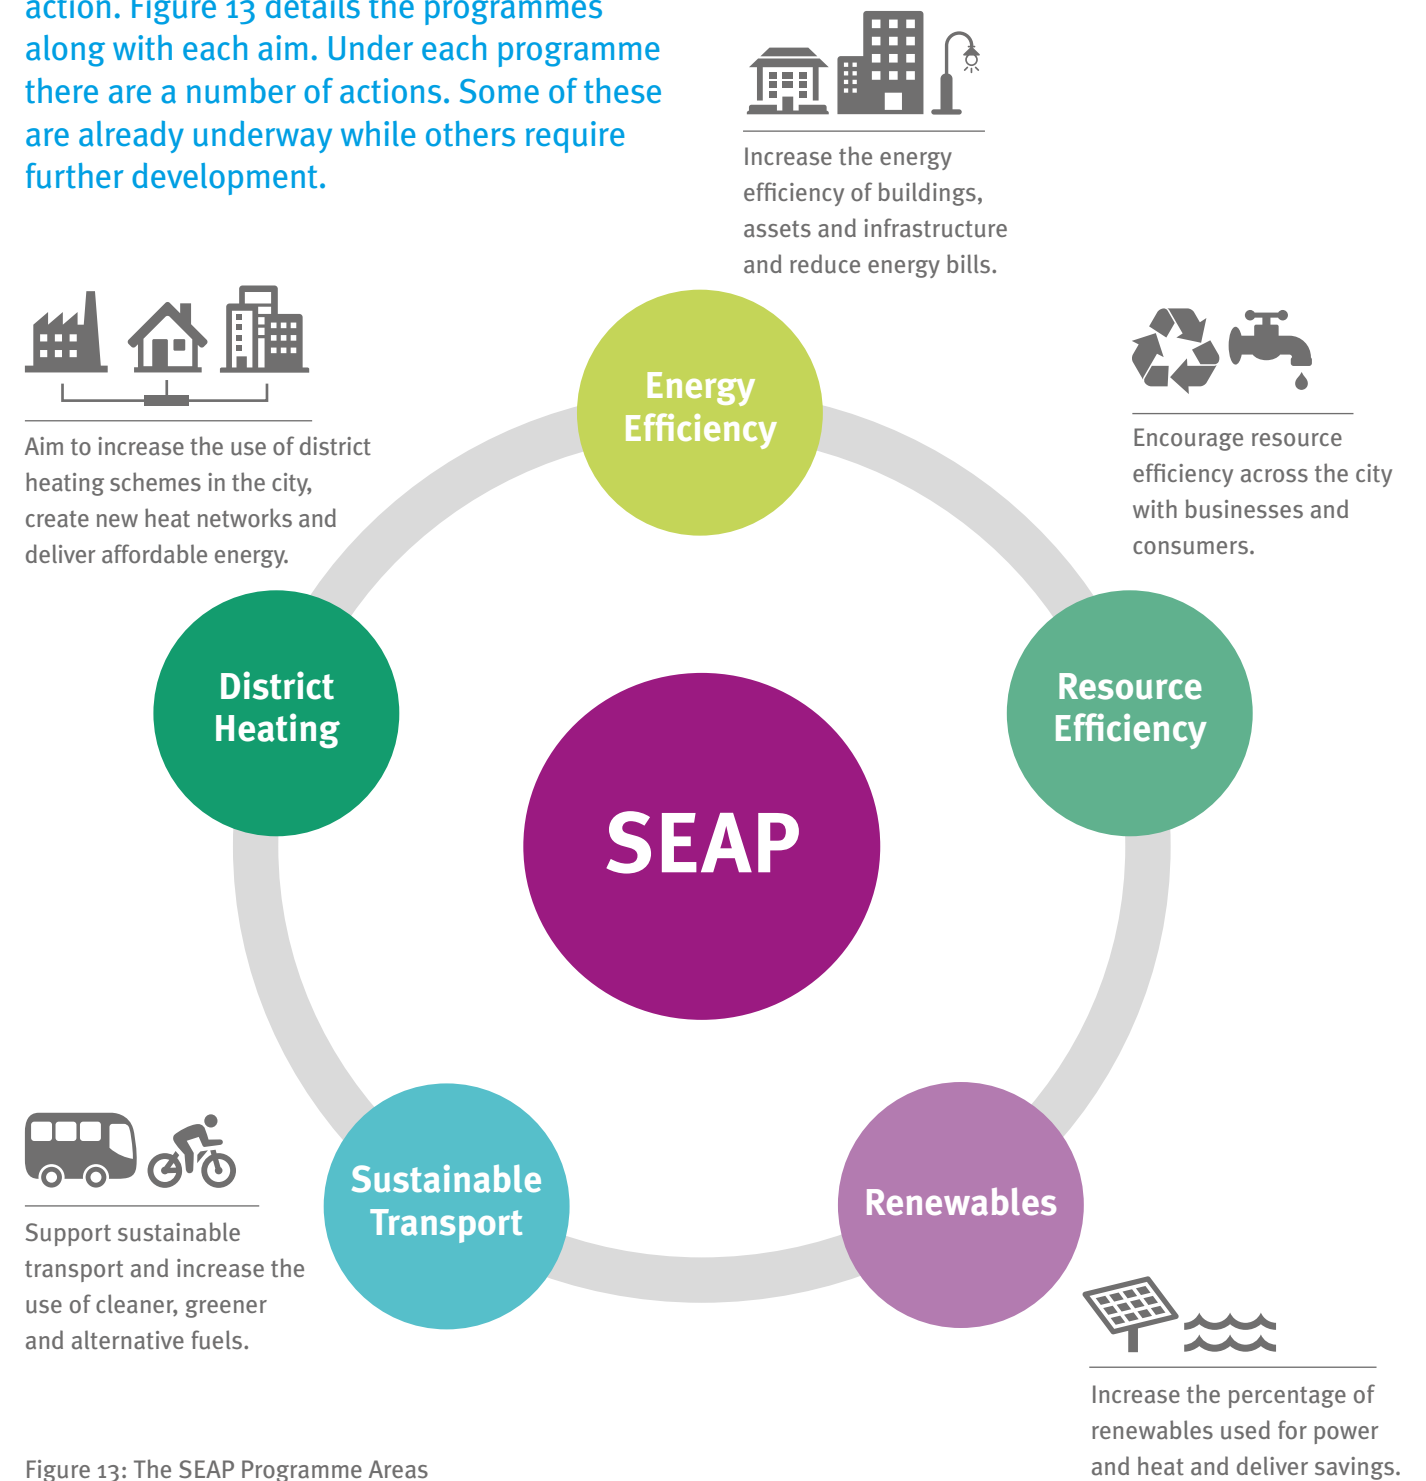 action. Figure 13 details the programmes
along with each aim. Under each programme
there are a number of actions. Some of these
are already underway while others require
further development.
Increase the energy
efficiency of buildings,
assets and infrastructure
and reduce energy bills.
Aim to increase the use of district
heating schemes in the city,
create new heat networks and
deliver affordable energy.
Encourage resource
efficiency across the city
with businesses and
consumers.
Energy
Efficiency
District
Heating
Resource
Efficiency
SEAP
Sustainable
Transport
Renewables
Support sustainable
transport and increase the
use of cleaner, greener
and alternative fuels.
Increase the percentage of
renewables used for power
and heat and deliver savings.
Figure 13: The SEAP Programme Areas